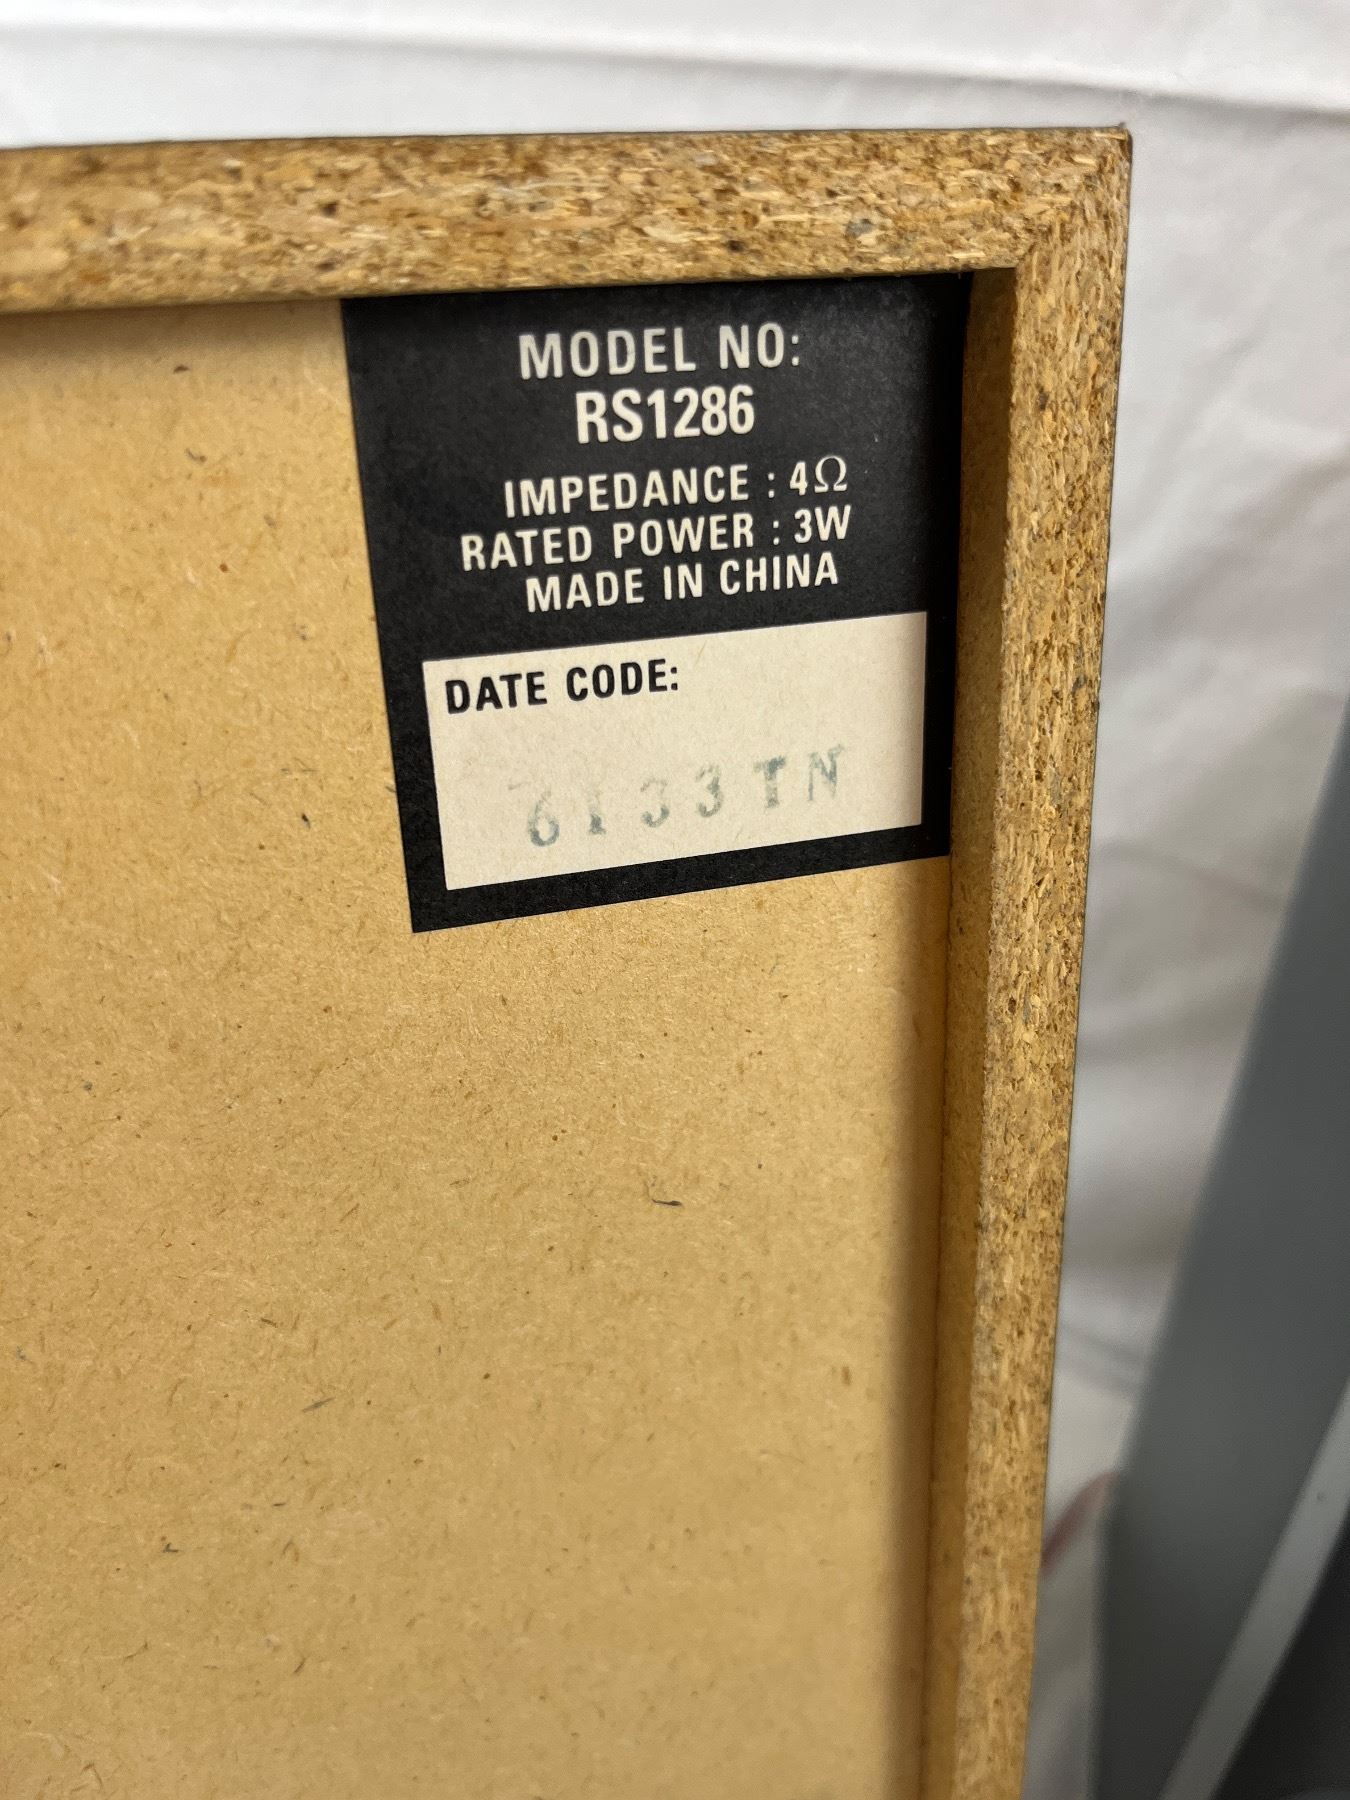 MODEL NO:
RS1286
IMPEDANCE : 4Ω
RATED POWER : 3W
MADE IN CHINA
DATE CODE:
6133TN